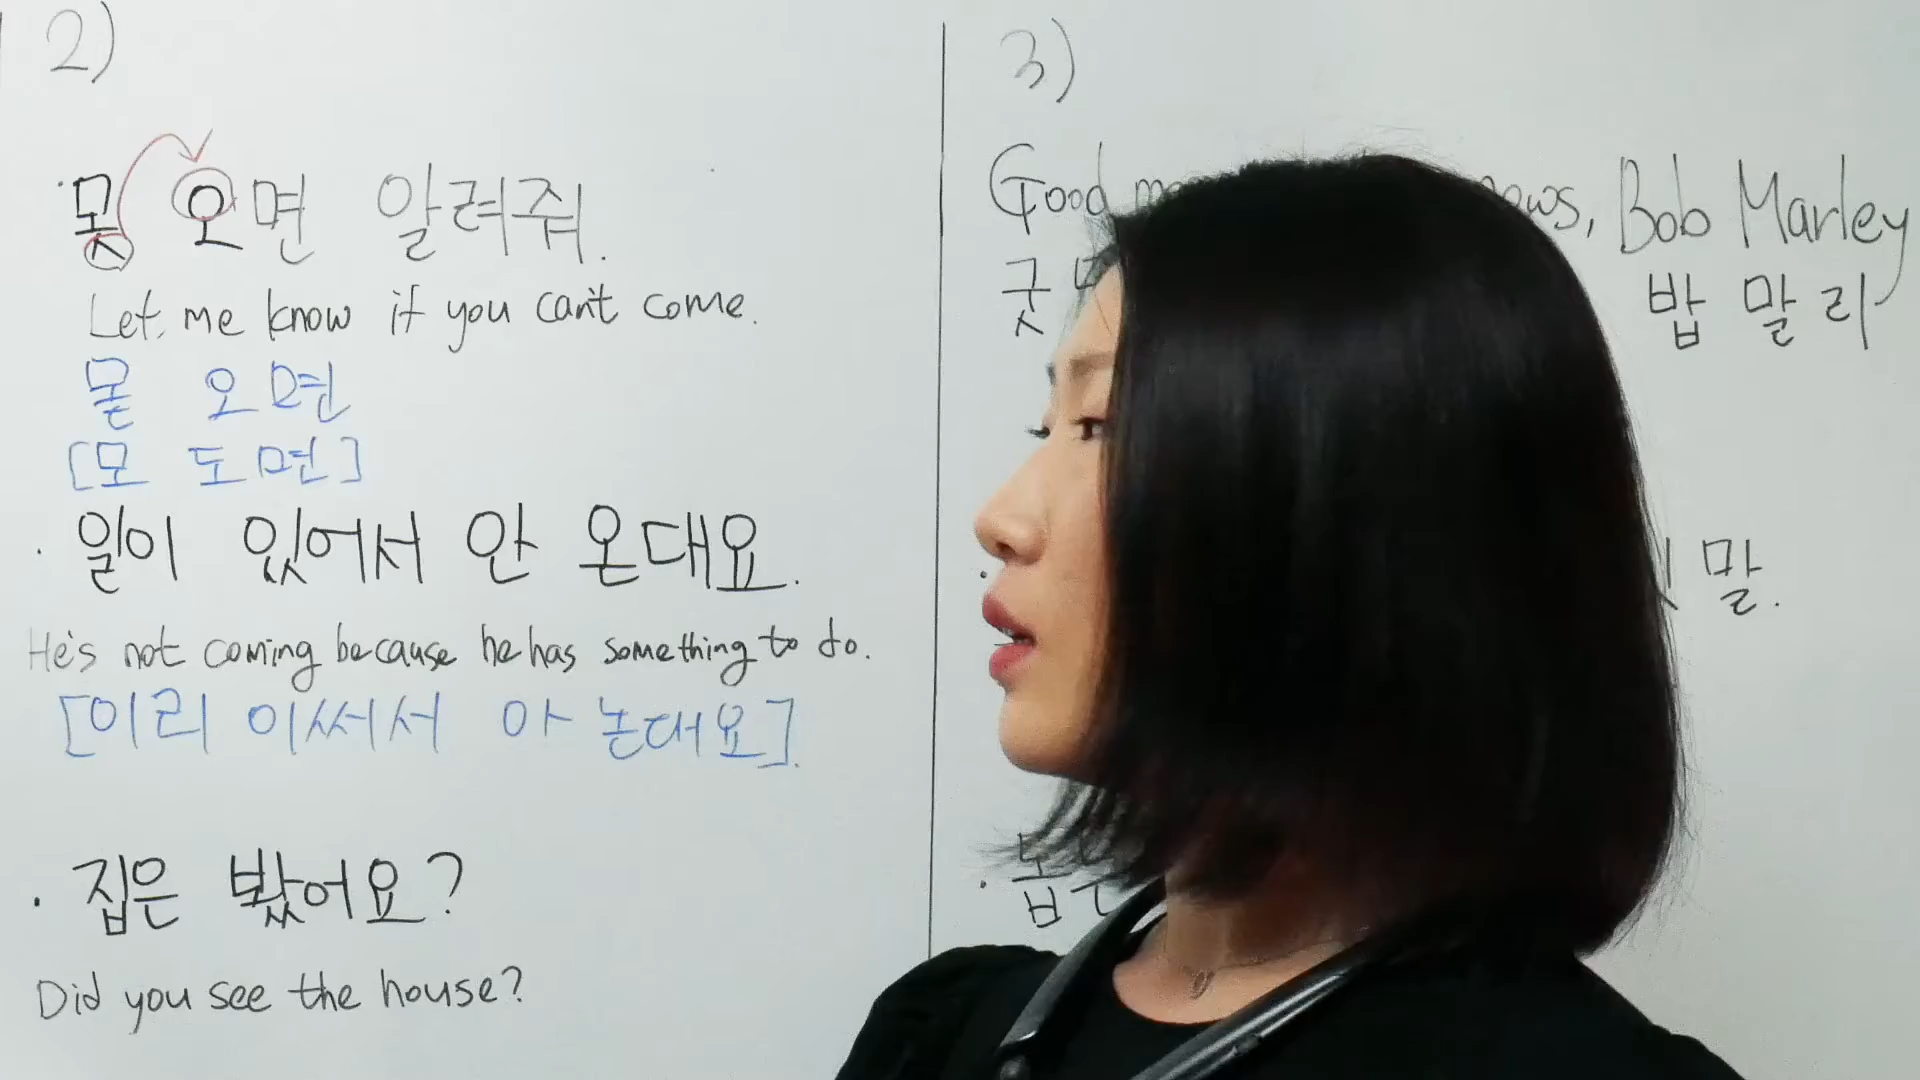 2)
못 오면 알려줘.
Let me know if you can't come.
몯 오면
[모 도면]
· 일이 있어서 안 온대요.
He's not coming because he has something to do.
[이리 이써서 아 논대요].
· 집은 봤어요?
Did you see the house?
3)
Good Bob Marley
굿 밥 말리
말.